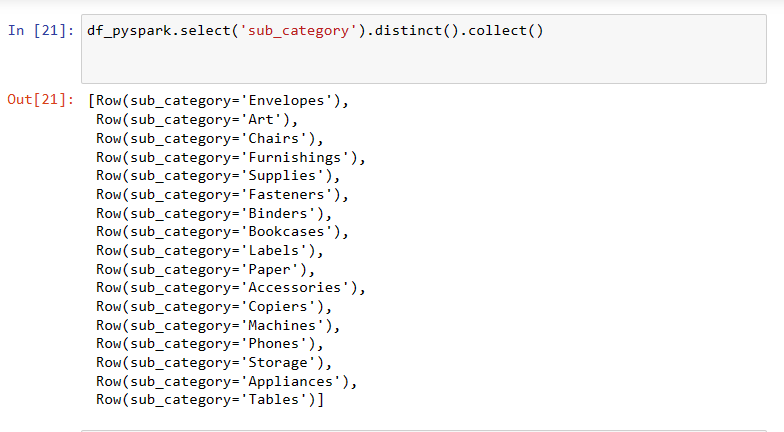 In [21]: df_pyspark.select('sub_category').distinct().collect()
Out[21]: [Row(sub_category='Envelopes'),
Row(sub_category='Art'),
Row(sub_category='Chairs'),
Row(sub_category='Furnishings'),
Row(sub_category='Supplies'),
Row(sub_category='Fasteners'),
Row(sub_category='Binders'),
Row(sub_category='Bookcases'),
Row(sub_category='Labels'),
Row(sub_category='Paper'),
Row(sub_category='Accessories'),
Row(sub_category='Copiers'),
Row(sub_category='Machines'),
Row(sub_category='Phones'),
Row(sub_category='Storage'),
Row(sub_category='Appliances'),
Row(sub_category='Tables')]